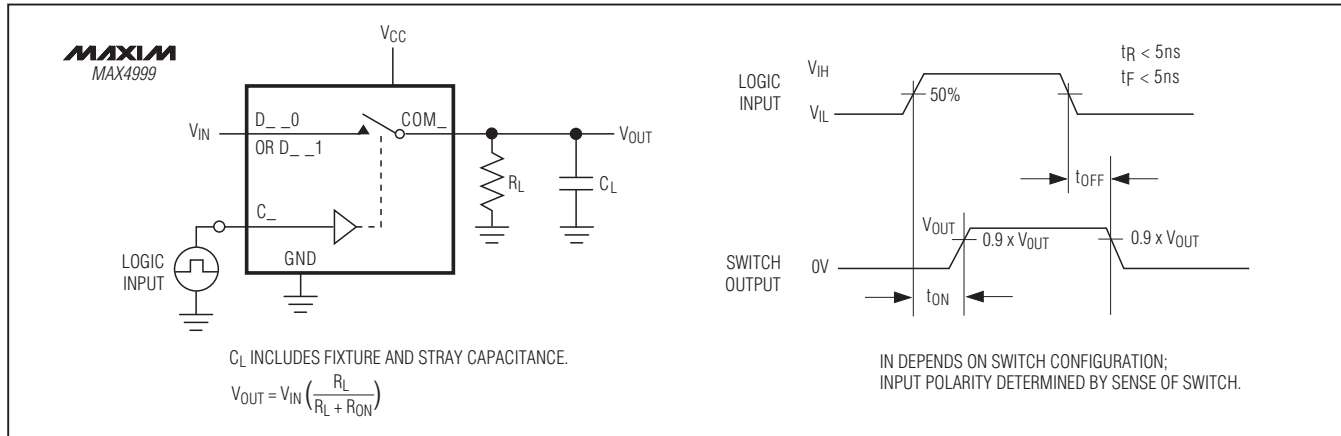 MAXIM
MAX4999
VCC
VIN
D_ _0
OR D_ _1
COM_
VOUT
RL
CL
C_
LOGIC
INPUT
GND
CL INCLUDES FIXTURE AND STRAY CAPACITANCE.
VOUT = VIN (RL / (RL + RON))
LOGIC
INPUT
VIH
VIL
50%
tR < 5ns
tF < 5ns
tOFF
VOUT
0.9 x VOUT
0.9 x VOUT
SWITCH
OUTPUT
0V
tON
IN DEPENDS ON SWITCH CONFIGURATION;
INPUT POLARITY DETERMINED BY SENSE OF SWITCH.